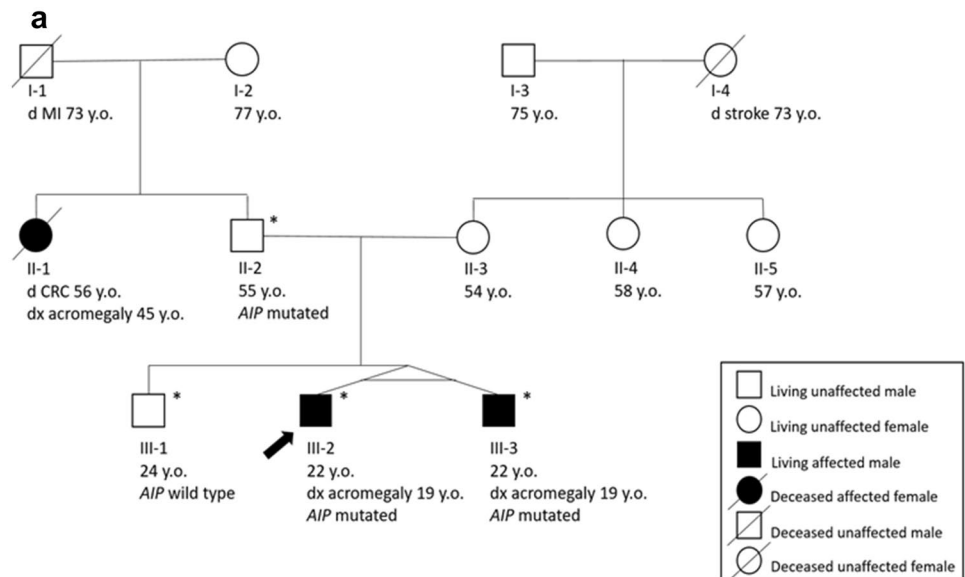 a
I-1
d MI 73 y.o.
I-2
77 y.o.
I-3
75 y.o.
I-4
d stroke 73 y.o.
II-1
d CRC 56 y.o.
dx acromegaly 45 y.o.
*
II-2
55 y.o.
AIP mutated
II-3
54 y.o.
II-4
58 y.o.
II-5
57 y.o.
*
III-1
24 y.o.
AIP wild type
*
III-2
22 y.o.
dx acromegaly 19 y.o.
AIP mutated
*
III-3
22 y.o.
dx acromegaly 19 y.o.
AIP mutated
Living unaffected male
Living unaffected female
Living affected male
Deceased affected female
Deceased unaffected male
Deceased unaffected female